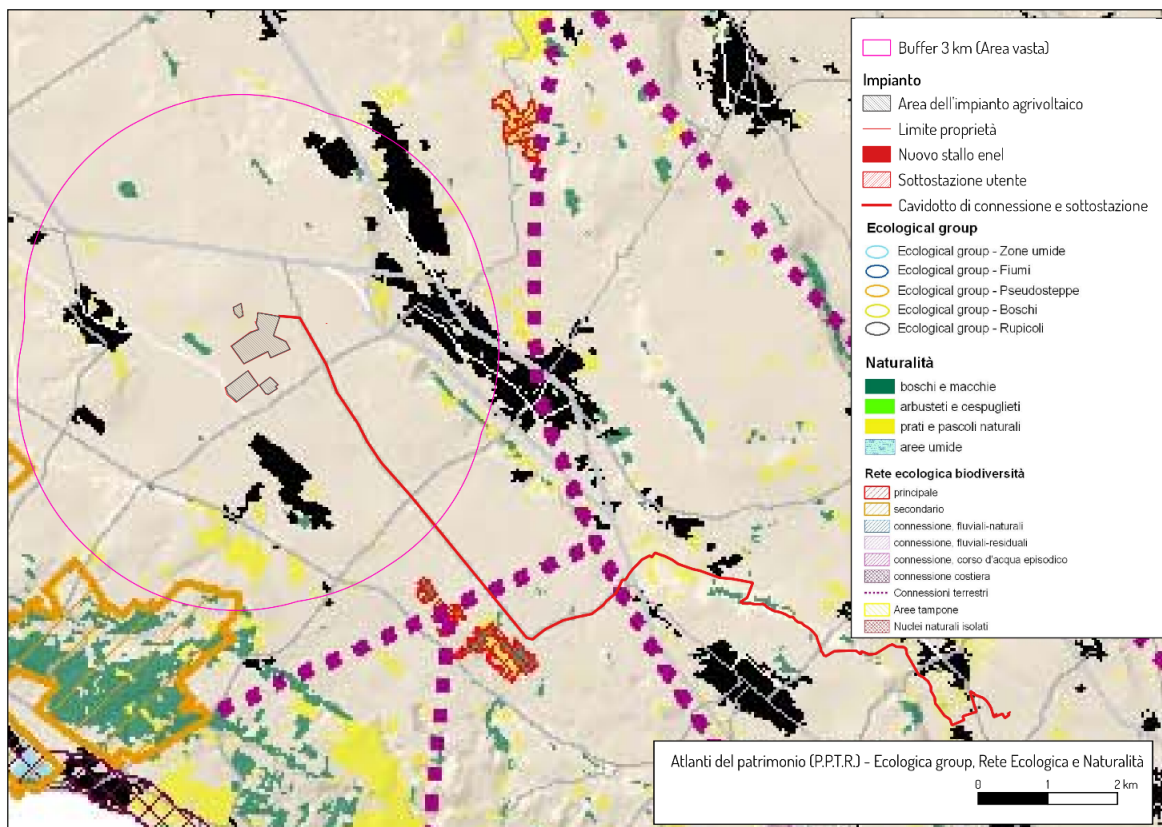 Buffer 3 km (Area vasta)
Impianto
Area dell'impianto agrivoltaico
Limite proprietà
Nuovo stallo enel
Sottostazione utente
Cavidotto di connessione e sottostazione
Ecological group
Ecological group - Zone umide
Ecological group - Fiumi
Ecological group - Pseudosteppe
Ecological group - Boschi
Ecological group - Rupicoli
Naturalità
boschi e macchie
arbusteti e cespuglieti
prati e pascoli naturali
aree umide
Rete ecologica biodiversità
principale
secondario
connessione, fluviali-naturali
connessione, fluviali-residuali
connessione, corso d'acqua episodico
connessione costiera
Connessioni terrestri
Aree tampone
Nuclei naturali isolati
Atlanti del patrimonio (P.P.T.R.) - Ecologica group, Rete Ecologica e Naturalità
0 1 2 km